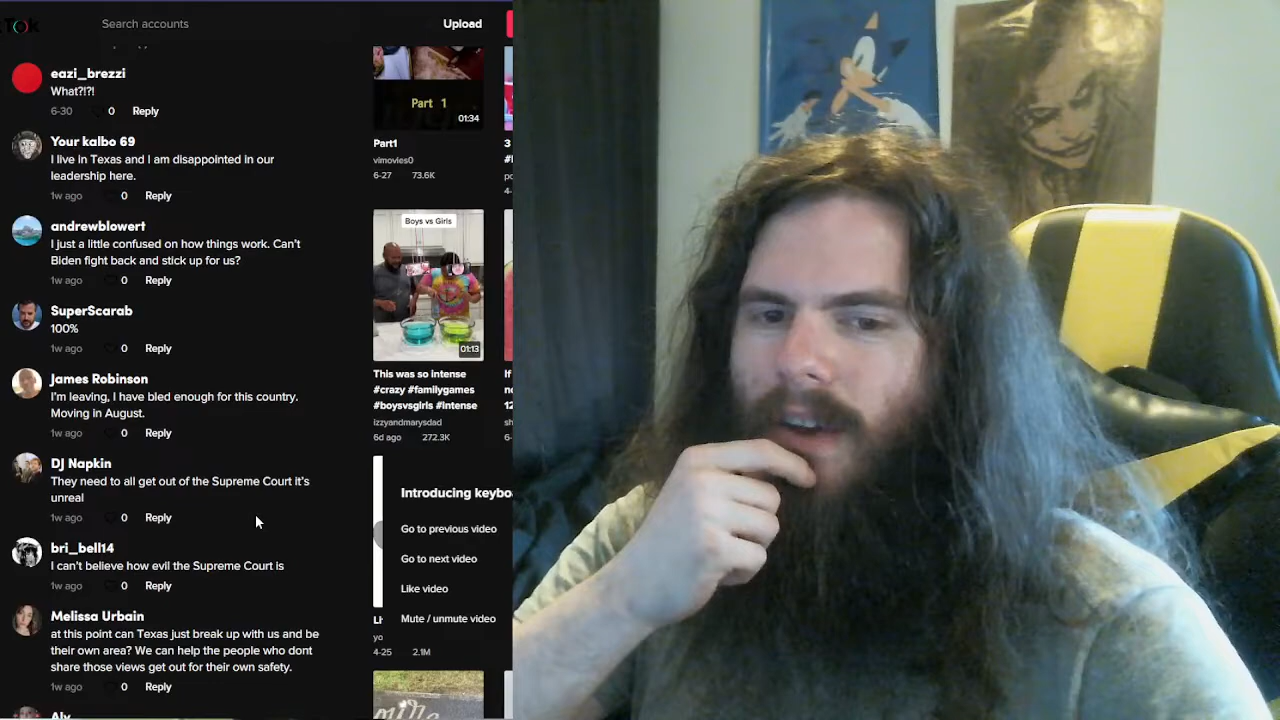 Tok
Search accounts
Upload
eazi_brezzi
What?!?!
6-30 0 Reply
Your kalbo 69
I live in Texas and I am disappointed in our
leadership here.
1w ago 0 Reply
andrewblowert
I just a little confused on how things work. Can't
Biden fight back and stick up for us?
1w ago 0 Reply
SuperScarab
100%
1w ago 0 Reply
James Robinson
I'm leaving, I have bled enough for this country.
Moving in August.
1w ago 0 Reply
DJ Napkin
They need to all get out of the Supreme Court it's
unreal
1w ago 0 Reply
bri_bell14
I can't believe how evil the Supreme Court is
1w ago 0 Reply
Melissa Urbain
at this point can Texas just break up with us and be
their own area? We can help the people who dont
share those views get out for their own safety.
1w ago 0 Reply
Aly
Part 1
01:34
Part1
vimovies0
6-27 73.6K
Boys vs Girls
01:13
This was so intense
#crazy #familygames
#boysvsgirls #Intense
izzyandmarysdad
6d ago 272.3K
Introducing keybo
Go to previous video
Go to next video
Like video
Mute / unmute video
4-25 2.1M